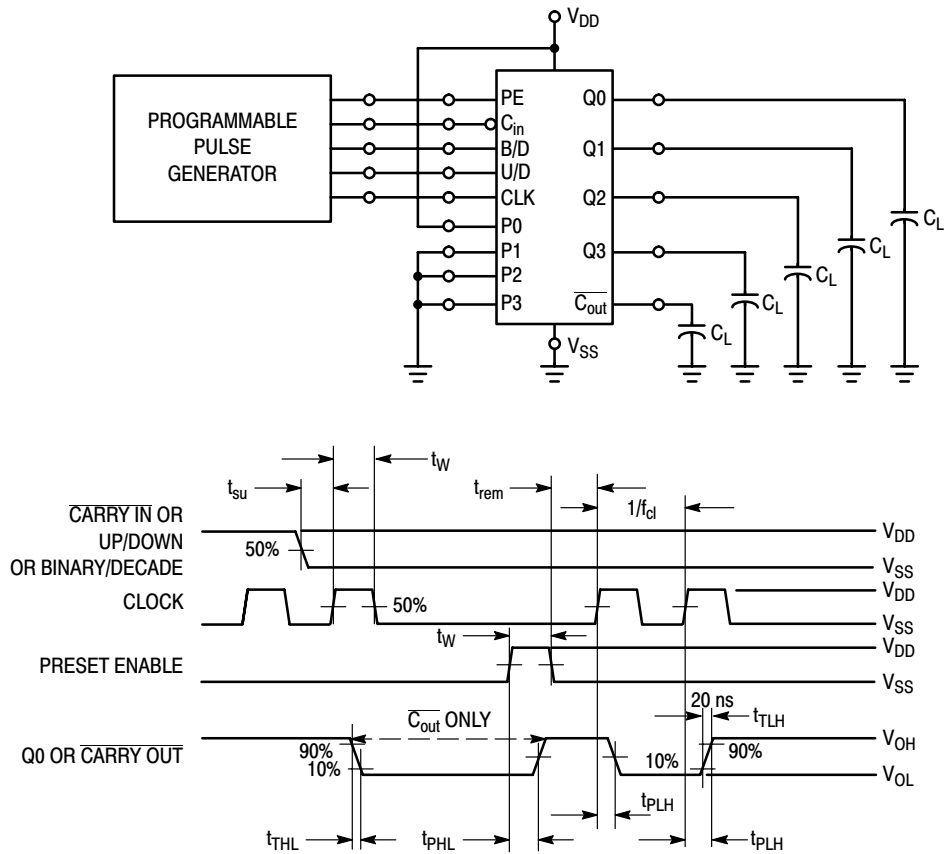 VDD
PROGRAMMABLE
PULSE
GENERATOR
PE
Cin
B/D
U/D
CLK
P0
P1
P2
P3
Q0
Q1
Q2
Q3
Cout
CL
CL
CL
CL
CL
VSS
tW
tsu
trem
1/fcl
CARRY IN OR
UP/DOWN
OR BINARY/DECADE
50%
VDD
VSS
CLOCK
50%
VDD
VSS
tW
PRESET ENABLE
VDD
VSS
20 ns
tTLH
Cout ONLY
Q0 OR CARRY OUT
90%
10%
10%
90%
VOH
VOL
tPLH
tTHL
tPHL
tPLH